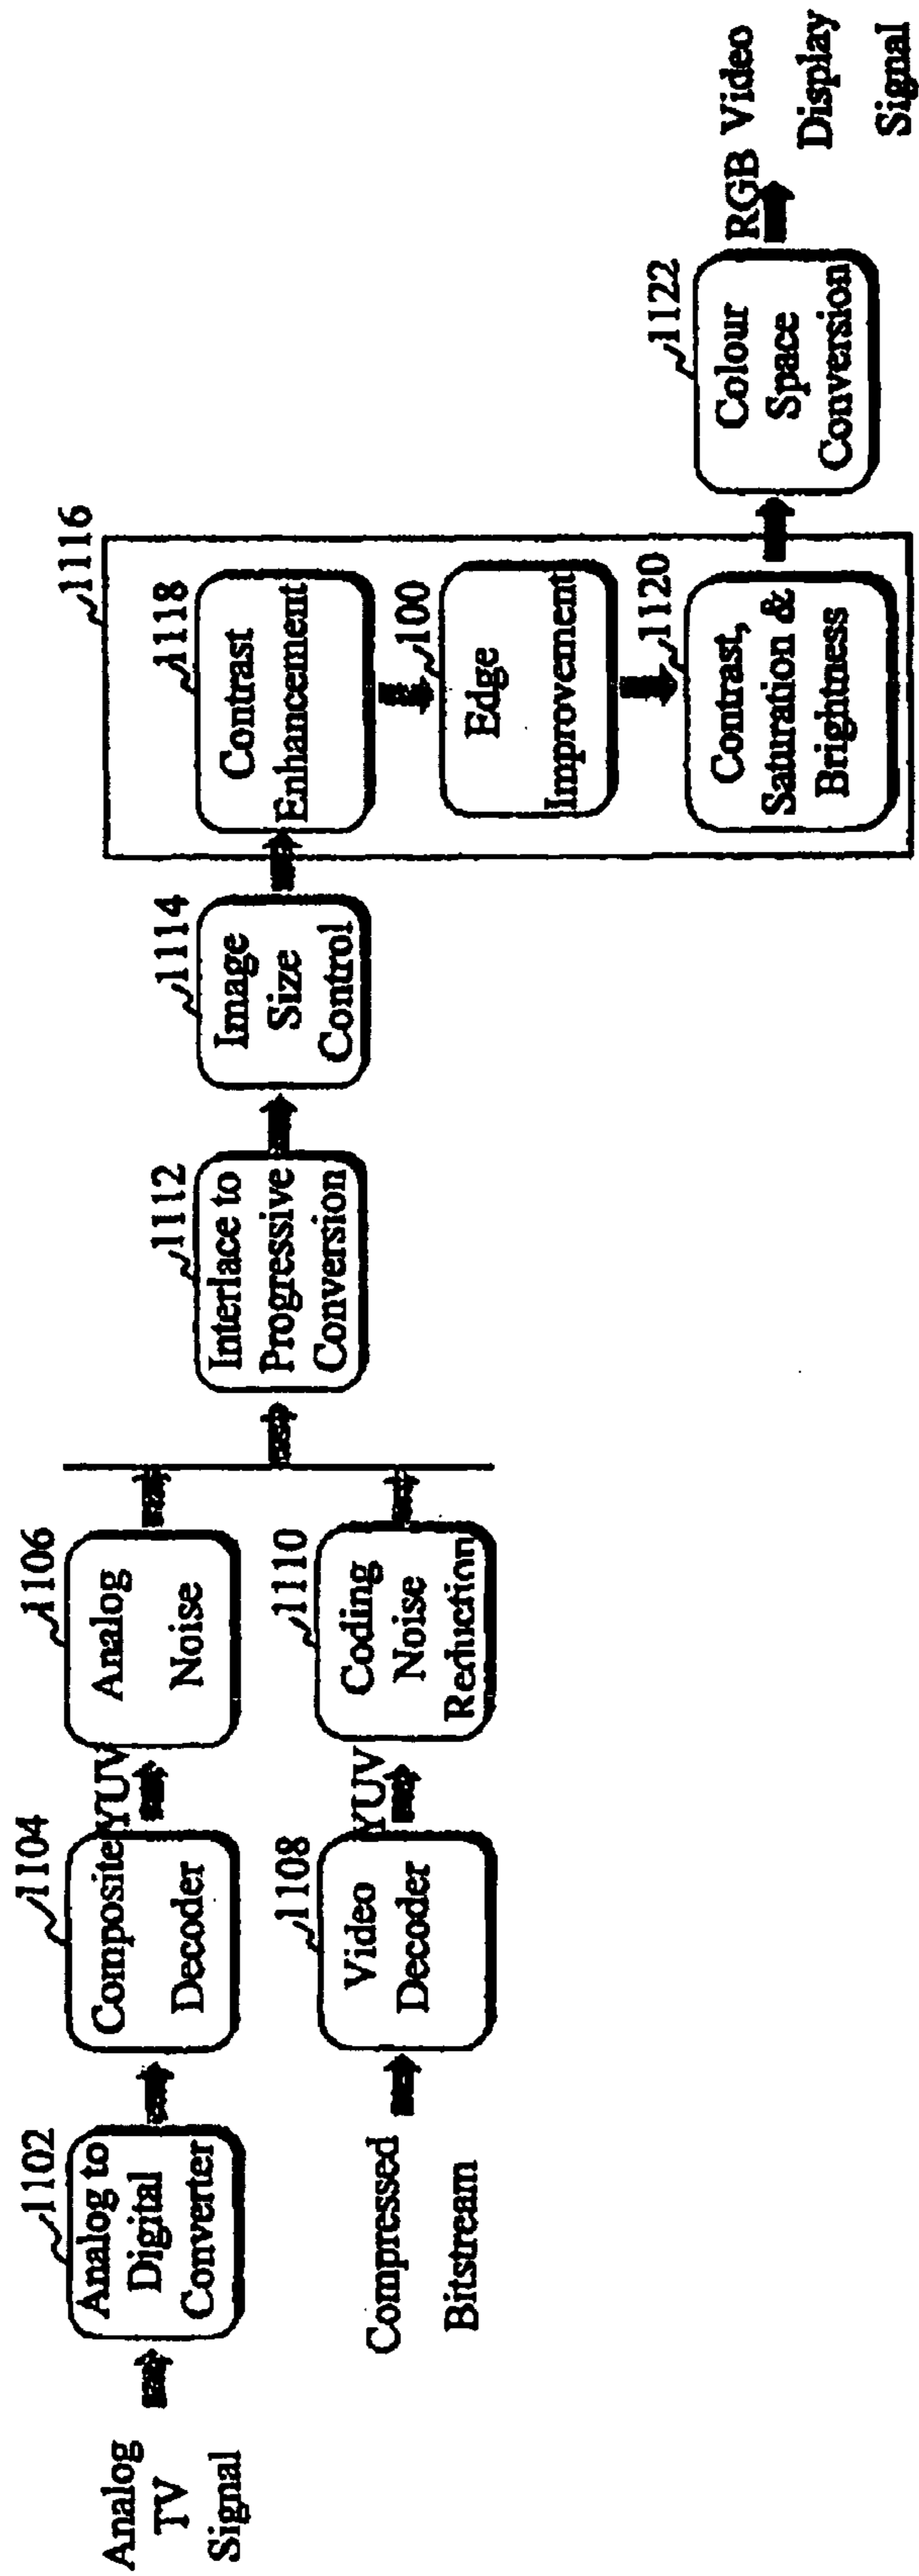 Analog
TV
Signal
1102
Analog to
Digital
Converter
1104
Composite
Decoder
YUV
1106
Analog
Noise
Compressed
Bitstream
1108
Video
Decoder
YUV
1110
Coding
Noise
Reduction
1112
Interlace to
Progressive
Conversion
1114
Image
Size
Control
1116
1118
Contrast
Enhancement
100
Edge
Improvement
1120
Contrast,
Saturation &
Brightness
1122
Colour
Space
Conversion
RGB Video
Display
Signal